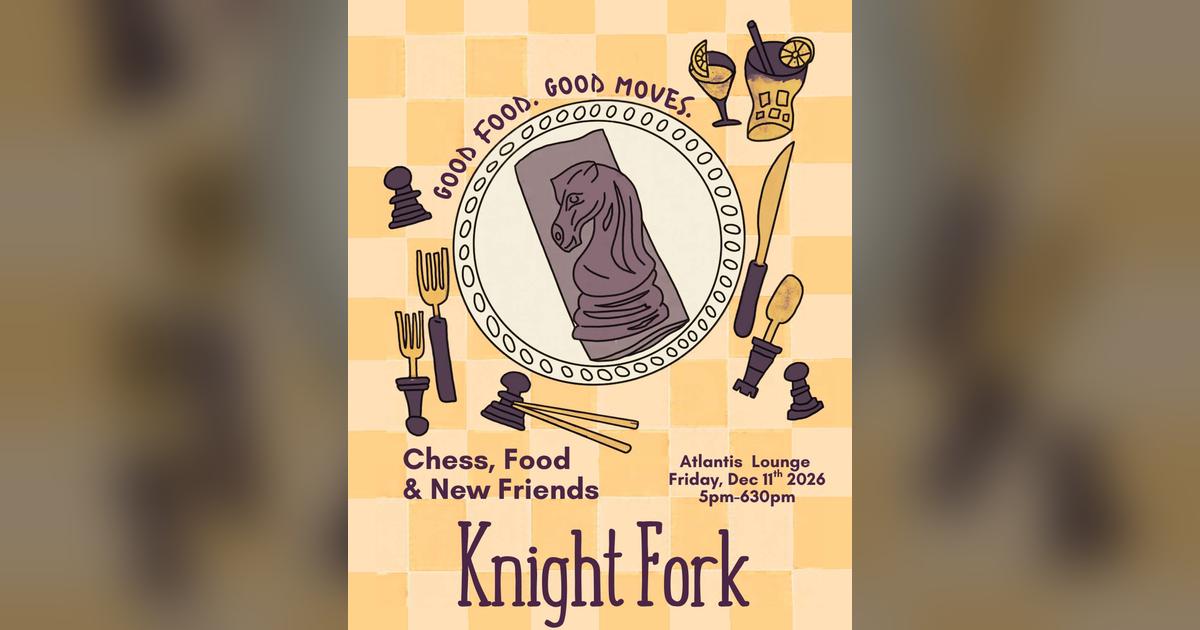 GOOD FOOD. GOOD MOVES.
Chess, Food
& New Friends
Atlantis Lounge
Friday, Dec 11th 2026
5pm-630pm
Knight Fork